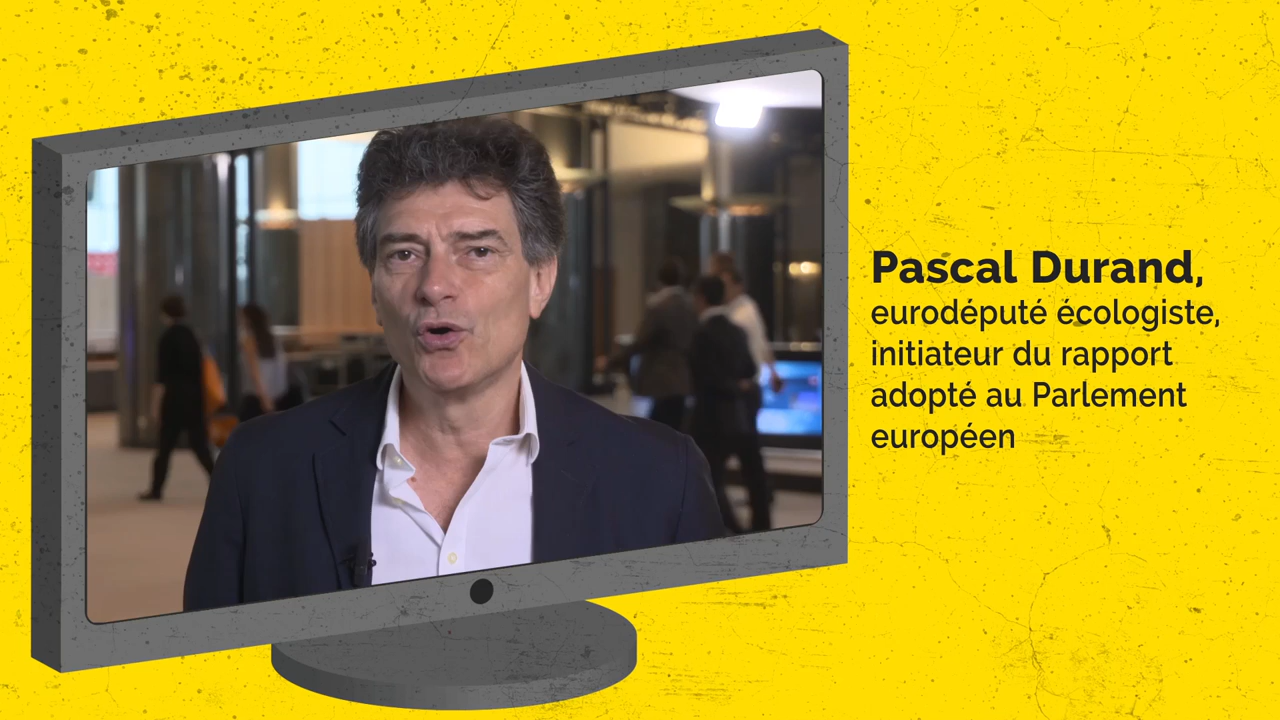 Pascal Durand,
eurodéputé écologiste,
initiateur du rapport
adopté au Parlement
européen